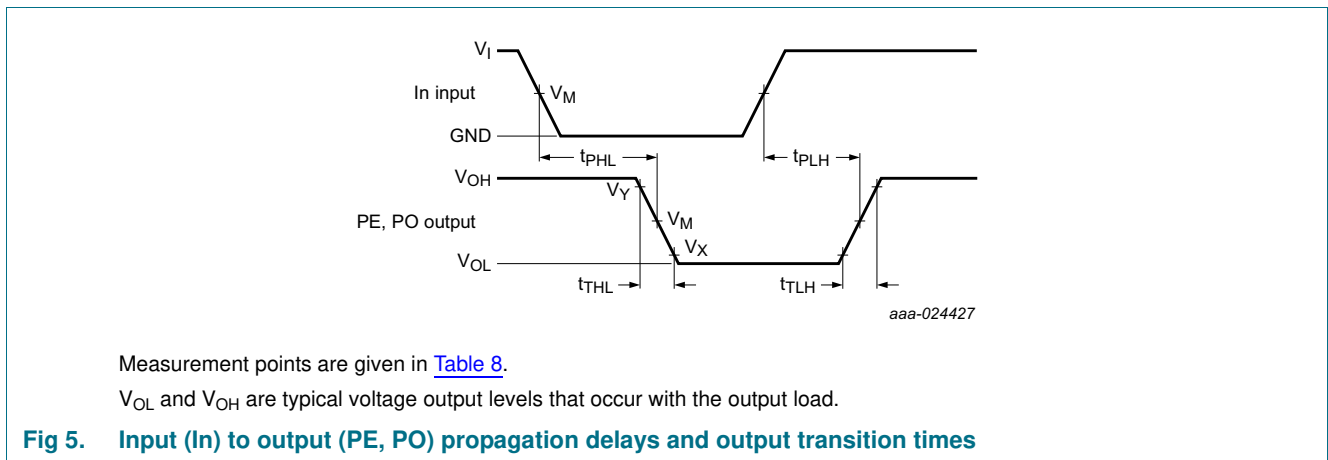 VI
In input
VM
GND
tPHL
tPLH
VOH
VY
PE, PO output
VM
VX
VOL
tTHL
tTLH
aaa-024427
Measurement points are given in Table 8.
VOL and VOH are typical voltage output levels that occur with the output load.
Fig 5. Input (In) to output (PE, PO) propagation delays and output transition times